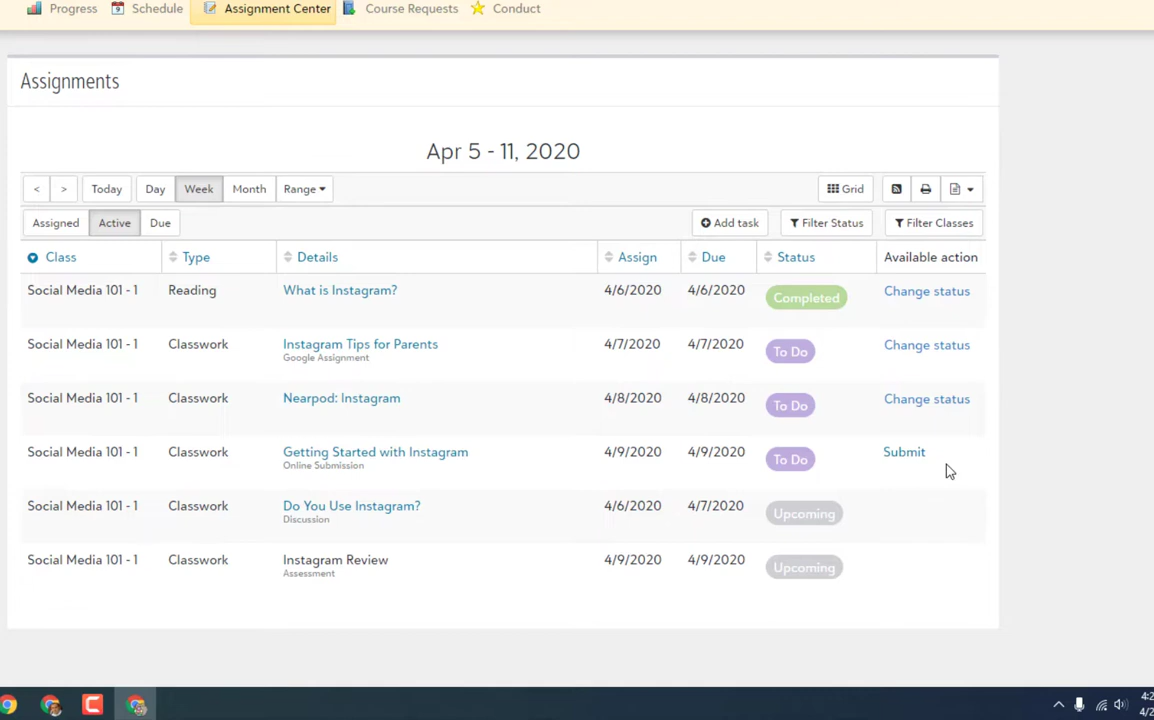 Progress 9 Schedule Assignment Center Course Requests Conduct
Assignments
Apr 5 - 11, 2020
< > Today Day Week Month Range Grid
Assigned Active Due Add task Filter Status Filter Classes
Class Type Details Assign Due Status Available action
Social Media 101 - 1 Reading What is Instagram? 4/6/2020 4/6/2020 Completed Change status
Social Media 101 - 1 Classwork Instagram Tips for Parents 4/7/2020 4/7/2020 To Do Change status
Google Assignment
Social Media 101 - 1 Classwork Nearpod: Instagram 4/8/2020 4/8/2020 To Do Change status
Social Media 101 - 1 Classwork Getting Started with Instagram 4/9/2020 4/9/2020 To Do Submit
Online Submission
Social Media 101 - 1 Classwork Do You Use Instagram? 4/6/2020 4/7/2020 Upcoming
Discussion
Social Media 101 - 1 Classwork Instagram Review 4/9/2020 4/9/2020 Upcoming
Assessment
4:2
4/2